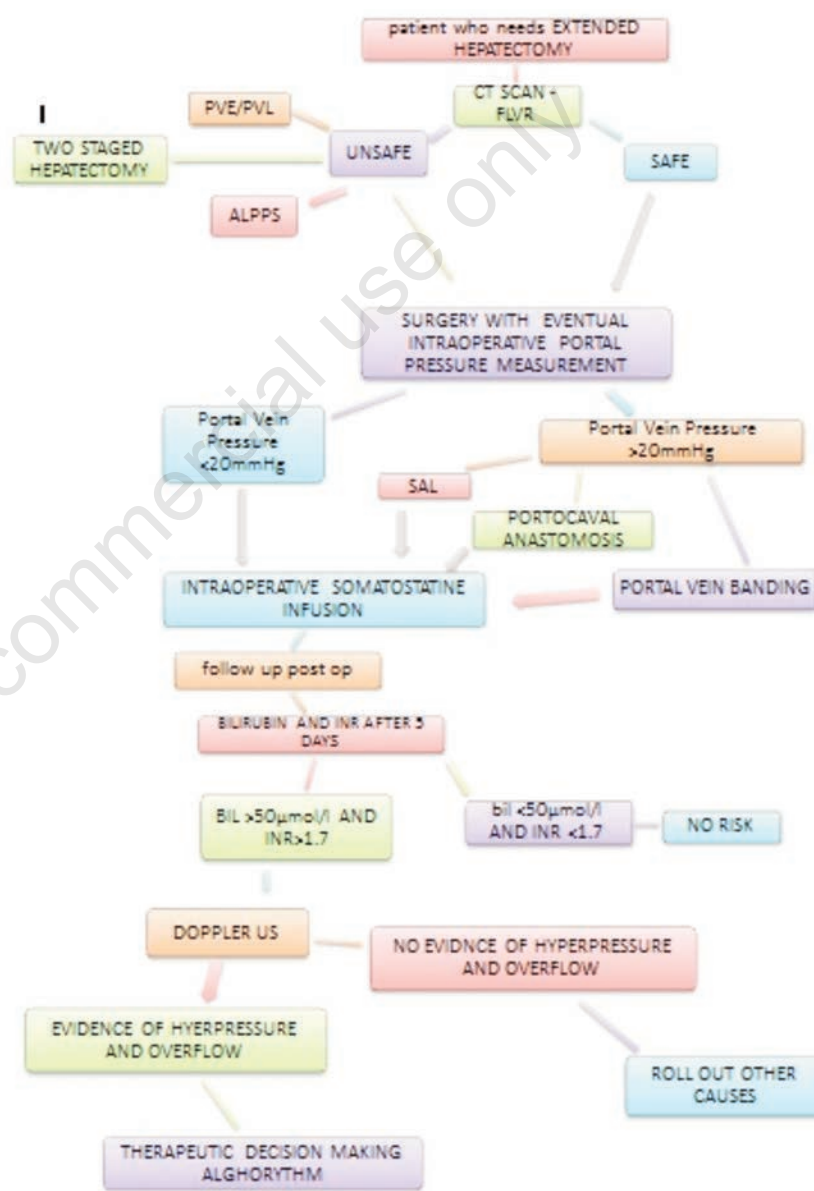 patient who needs EXTENDED
HEPATECTOMY
CT SCAN -
FLVR
I
PVE/PVL
TWO STAGED
HEPATECTOMY
UNSAFE
SAFE
ALPPS
SURGERY WITH EVENTUAL
INTRAOPERATIVE PORTAL
PRESSURE MEASUREMENT
Portal Vein
Pressure
<20mmHg
Portal Vein Pressure
>20mmHg
SAL
PORTOCAVAL
ANASTOMOSIS
INTRAOPERATIVE SOMATOSTATINE
INFUSION
PORTAL VEIN BANDING
follow up post op
BILIRUBIN AND INR AFTER 5
DAYS
BIL >50µmol/l AND
INR>1.7
bil <50µmol/l
AND INR <1.7
NO RISK
DOPPLER US
NO EVIDNCE OF HYPERPRESSURE
AND OVERFLOW
EVIDENCE OF HYERPRESSURE
AND OVERFLOW
ROLL OUT OTHER
CAUSES
THERAPEUTIC DECISION MAKING
ALGHORYTHM
commercial use only